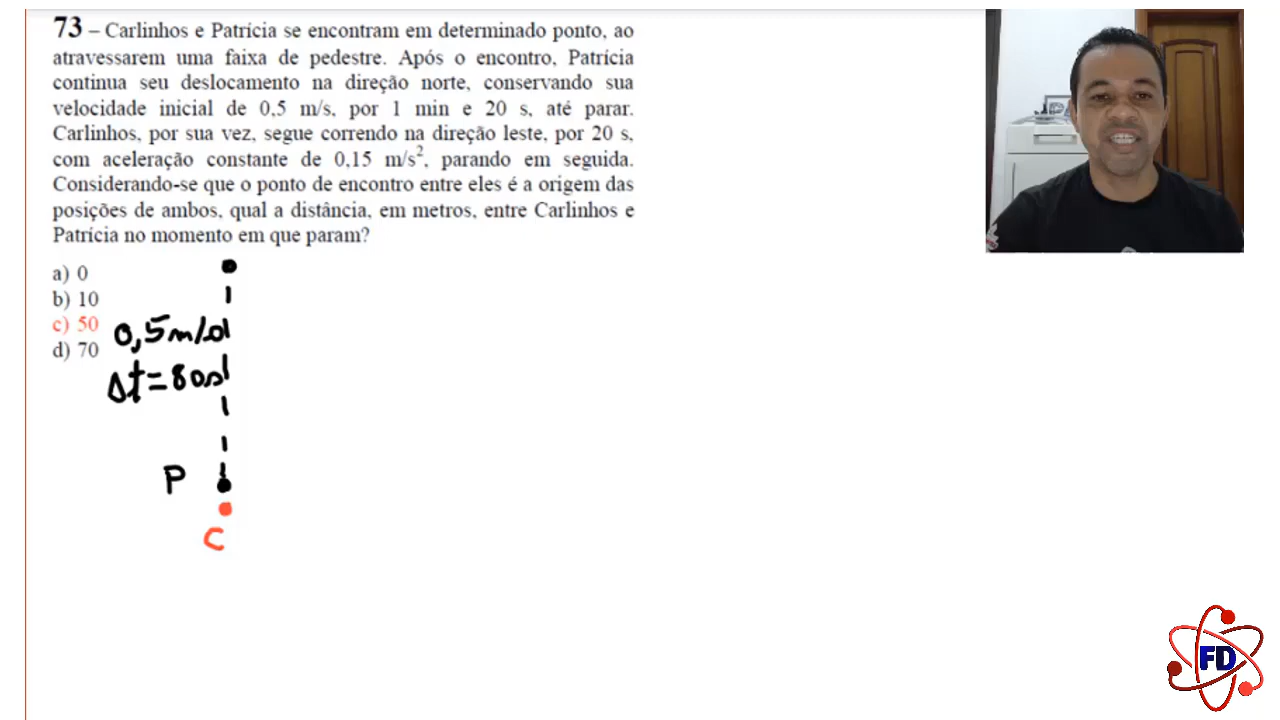 73 – Carlinhos e Patrícia se encontram em determinado ponto, ao
atravessarem uma faixa de pedestre. Após o encontro, Patrícia
continua seu deslocamento na direção norte, conservando sua
velocidade inicial de 0,5 m/s, por 1 min e 20 s, até parar.
Carlinhos, por sua vez, segue correndo na direção leste, por 20 s,
com aceleração constante de 0,15 m/s², parando em seguida.
Considerando-se que o ponto de encontro entre eles é a origem das
posições de ambos, qual a distância, em metros, entre Carlinhos e
Patrícia no momento em que param?
a) 0
b) 10
c) 50
d) 70
0,5m/s
Δt=80s
P
C
FD